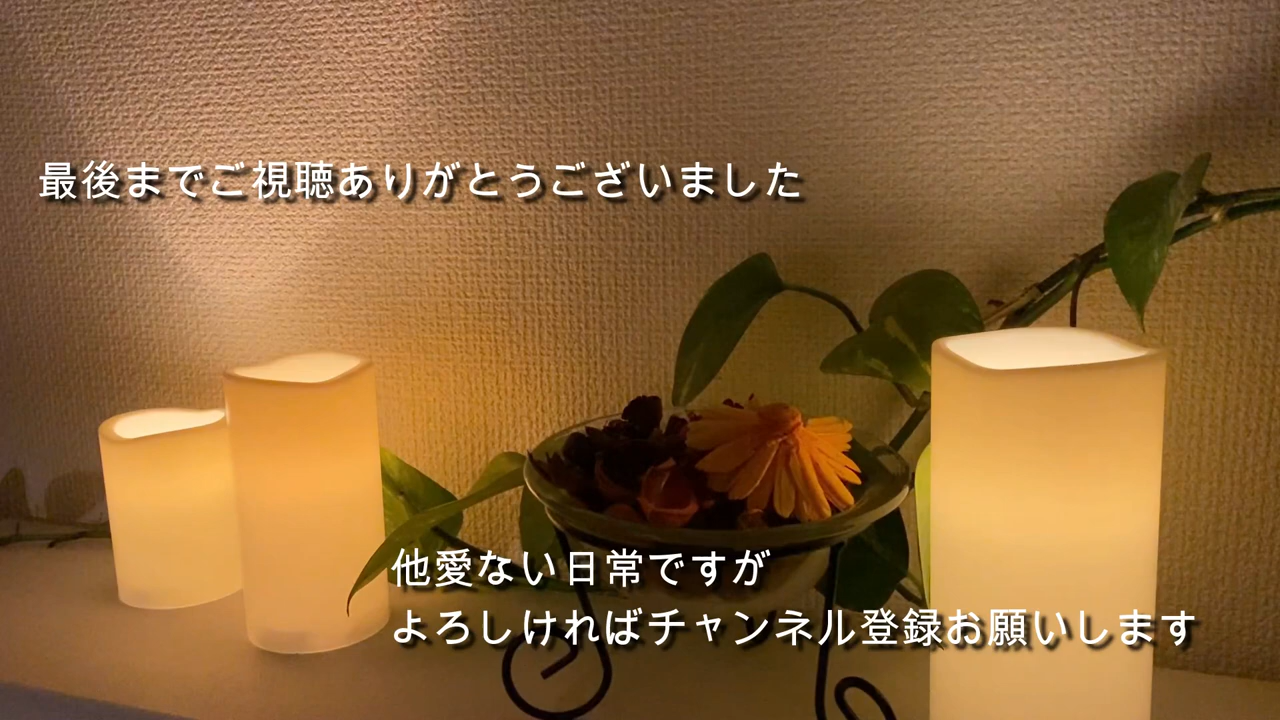 最後までご視聴ありがとうございました
他愛ない日常ですが
よろしければチャンネル登録お願いします